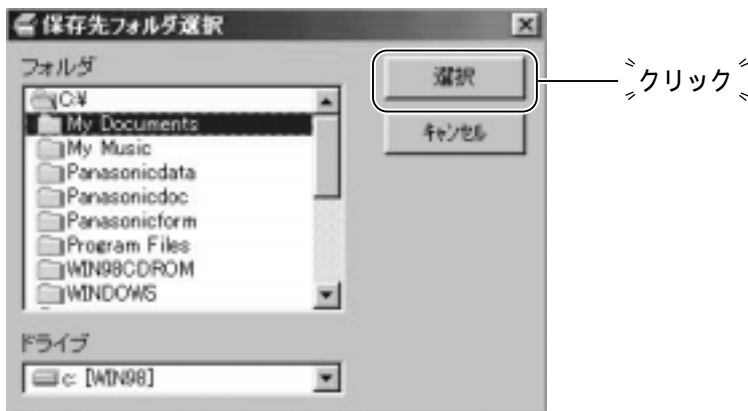 保存先フォルダ選択
フォルダ
選択
クリック
C:¥
My Documents
キャンセル
My Music
Panasonicdata
Panasonicdoc
Panasonicform
Program Files
WIN98CDROM
WINDOWS
ドライブ
c: [WIN98]